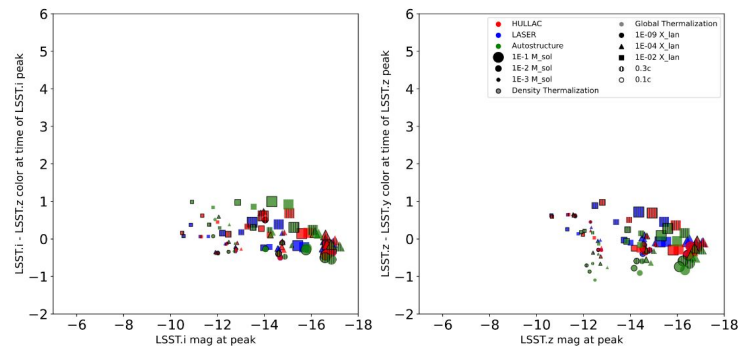 6
5
4
3
2
1
0
−1
−2
−6
−8
−10
−12
−14
−16
−18
LSST.i - LSST.z color at time of LSST.i peak
LSST.i mag at peak
6
5
4
3
2
1
0
−1
−2
−6
−8
−10
−12
−14
−16
−18
LSST.z - LSST.y color at time of LSST.z peak
LSST.z mag at peak
HULLAC
LASER
Autostructure
1E-1 M_sol
1E-2 M_sol
1E-3 M_sol
Density Thermalization
Global Thermalization
1E-09 X_lan
1E-04 X_lan
1E-02 X_lan
0.3c
0.1c